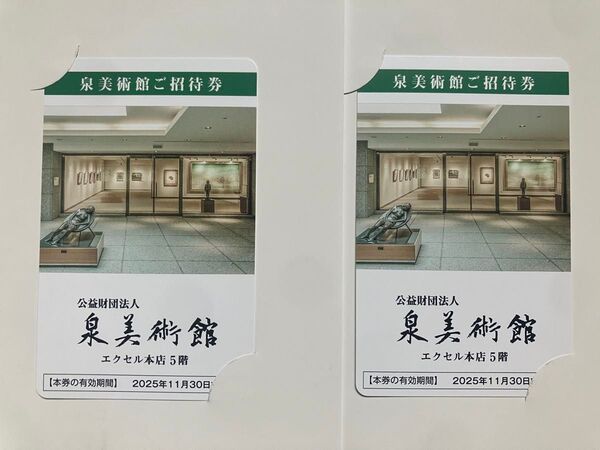 泉美術館ご招待券
公益財団法人
泉美術館
エクセル本店5階
【本券の有効期間】 2025年11月30日
泉美術館ご招待券
公益財団法人
泉美術館
エクセル本店5階
【本券の有効期間】 2025年11月30日